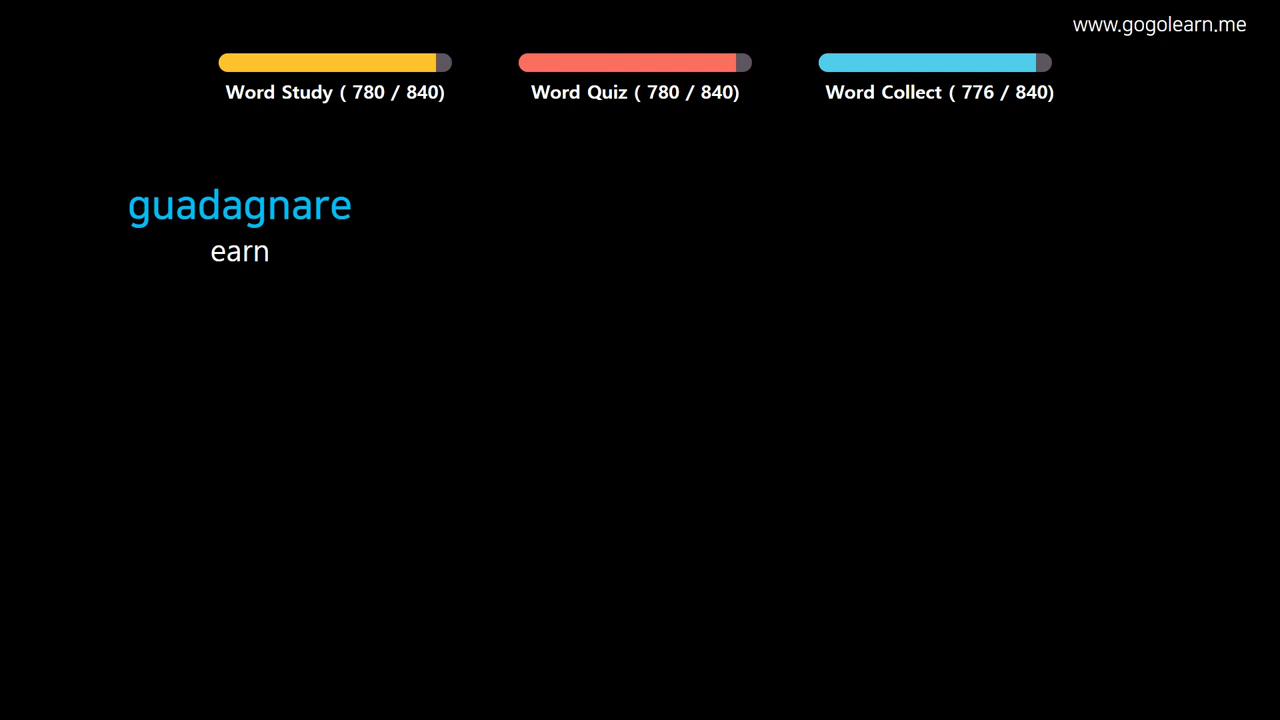 www.gogolearn.me
Word Study ( 780 / 840)
Word Quiz ( 780 / 840)
Word Collect ( 776 / 840)
guadagnare
earn